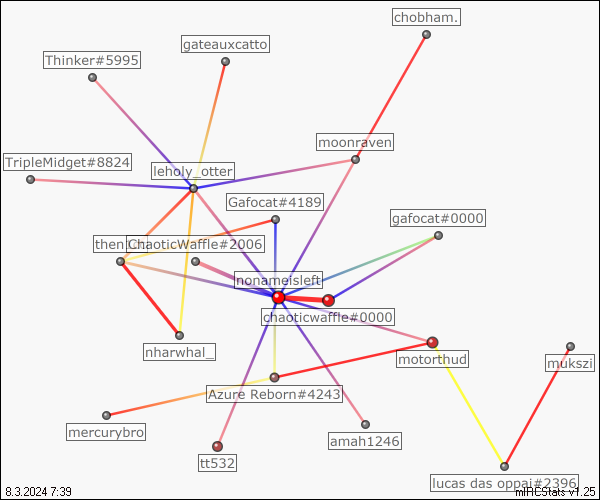 chobham.
gateauxcatto
Thinker#5995
moonraven
TripleMidget#8824
leholy_otter
Gafocat#4189
gafocat#0000
then
ChaoticWaffle#2006
nonameisleft
chaoticwaffle#0000
nharwhal_
motorthud
mukszi
Azure Reborn#4243
mercurybro
amah1246
tt532
lucas das oppai#2396
8.3.2024 7:39
mIRCStats v1.25